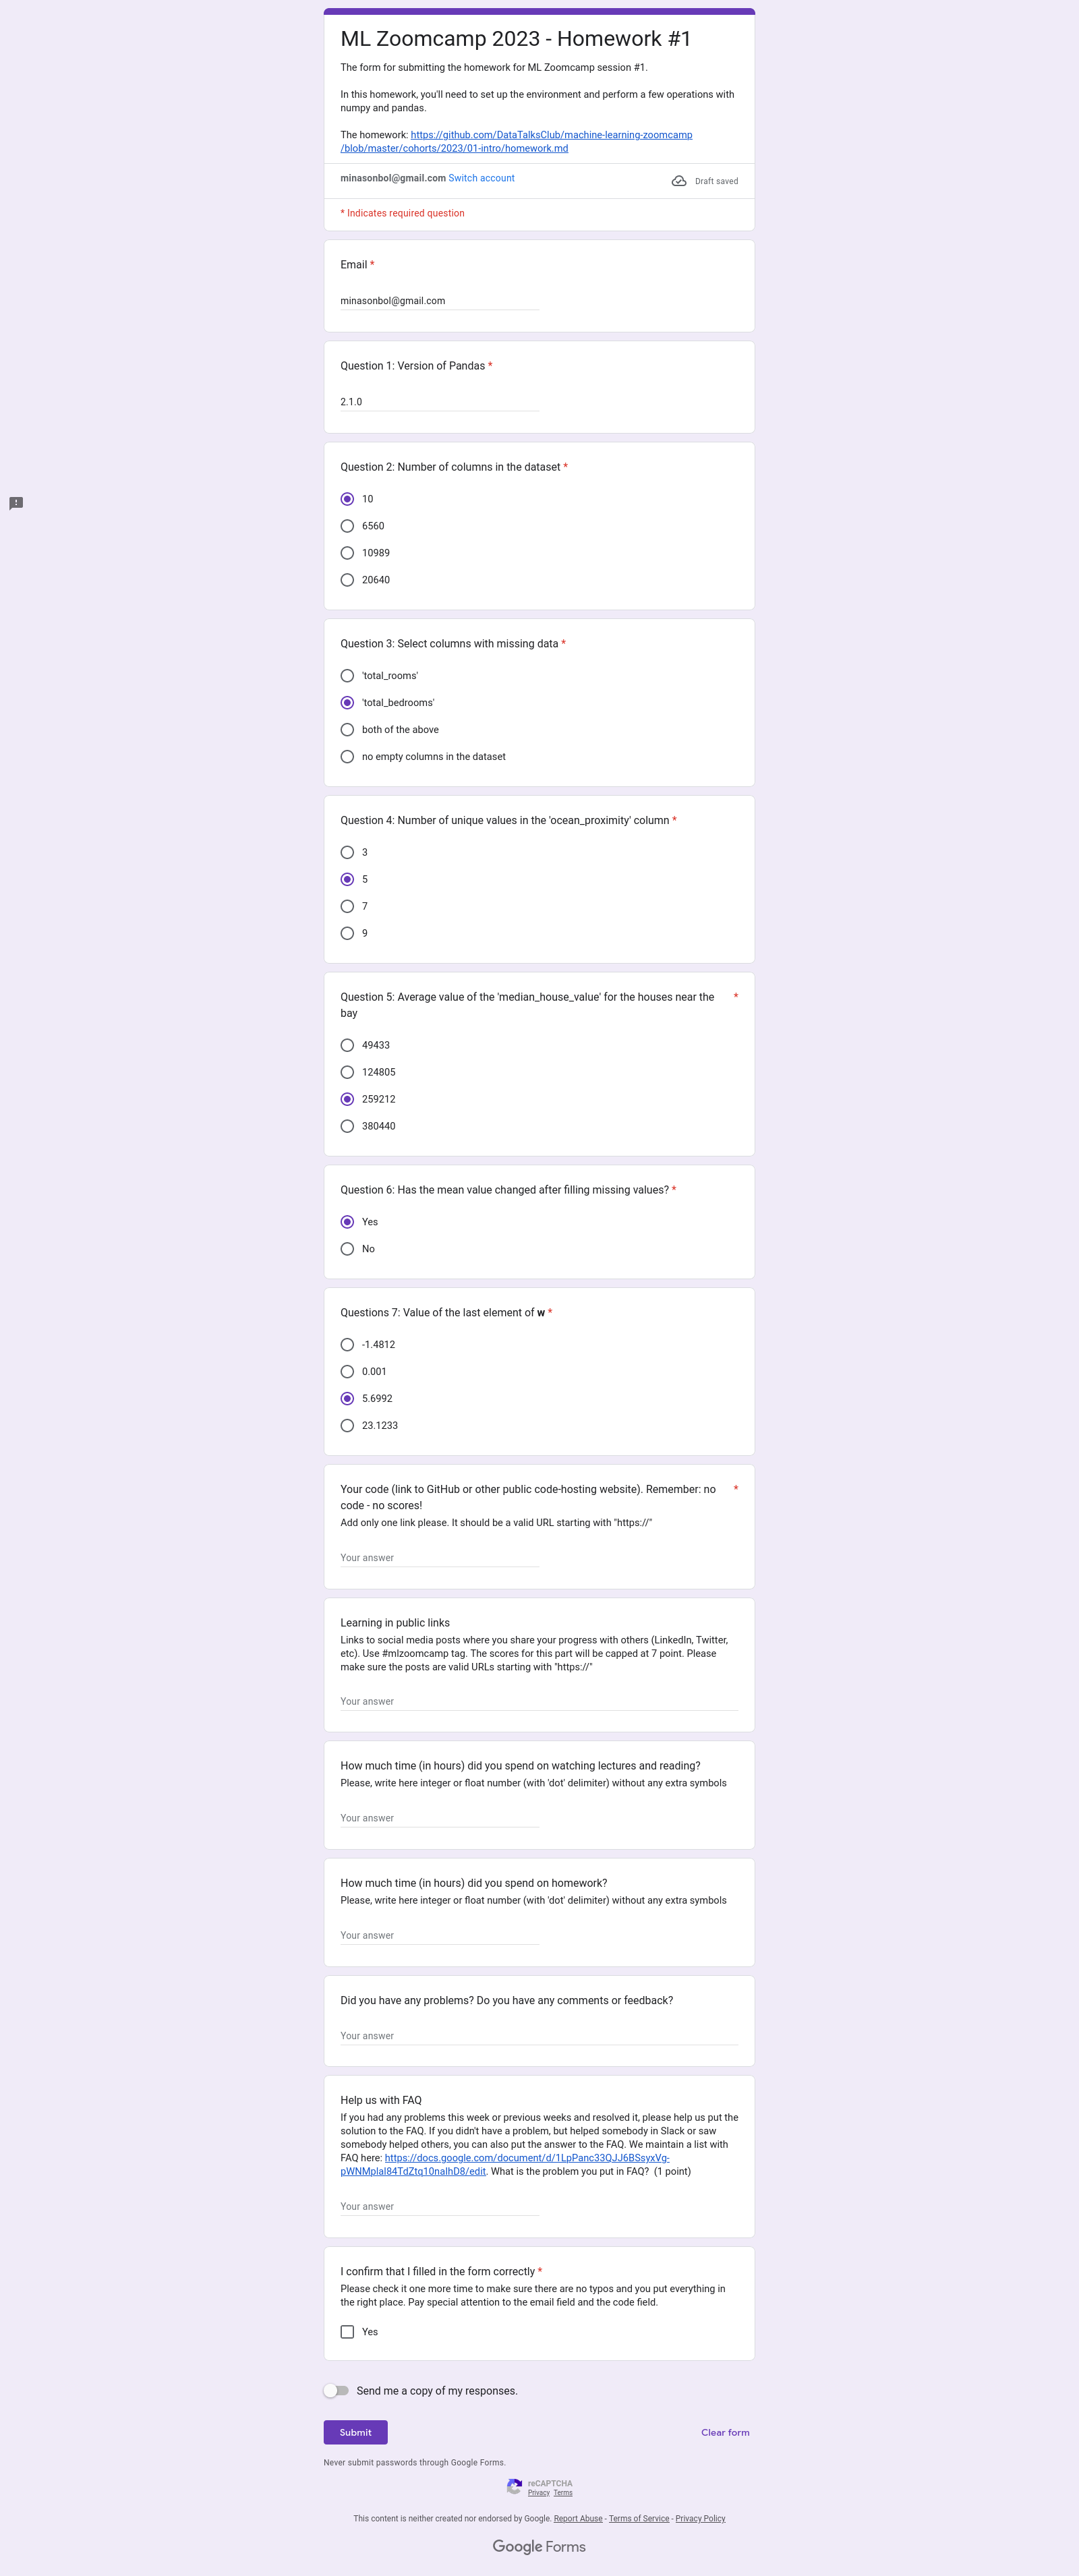 ML Zoomcamp 2023 - Homework #1
The form for submitting the homework for ML Zoomcamp session #1.
In this homework, you'll need to set up the environment and perform a few operations with
numpy and pandas.
The homework: https://github.com/DataTalksClub/machine-learning-zoomcamp
/blob/master/cohorts/2023/01-intro/homework.md
minasonbol@gmail.com Switch account
Draft saved
* Indicates required question
Email *
minasonbol@gmail.com
Question 1: Version of Pandas *
2.1.0
Question 2: Number of columns in the dataset *
10
6560
10989
20640
Question 3: Select columns with missing data *
'total_rooms'
'total_bedrooms'
both of the above
no empty columns in the dataset
Question 4: Number of unique values in the 'ocean_proximity' column *
3
5
7
9
Question 5: Average value of the 'median_house_value' for the houses near the *
bay
49433
124805
259212
380440
Question 6: Has the mean value changed after filling missing values? *
Yes
No
Questions 7: Value of the last element of w *
-1.4812
0.001
5.6992
23.1233
Your code (link to GitHub or other public code-hosting website). Remember: no *
code - no scores!
Add only one link please. It should be a valid URL starting with "https://"
Your answer
Learning in public links
Links to social media posts where you share your progress with others (LinkedIn, Twitter,
etc). Use #mlzoomcamp tag. The scores for this part will be capped at 7 point. Please
make sure the posts are valid URLs starting with "https://"
Your answer
How much time (in hours) did you spend on watching lectures and reading?
Please, write here integer or float number (with 'dot' delimiter) without any extra symbols
Your answer
How much time (in hours) did you spend on homework?
Please, write here integer or float number (with 'dot' delimiter) without any extra symbols
Your answer
Did you have any problems? Do you have any comments or feedback?
Your answer
Help us with FAQ
If you had any problems this week or previous weeks and resolved it, please help us put the
solution to the FAQ. If you didn't have a problem, but helped somebody in Slack or saw
somebody helped others, you can also put the answer to the FAQ. We maintain a list with
FAQ here: https://docs.google.com/document/d/1LpPanc33QJJ6BSsyxVg-
pWNMplal84TdZtq10naIhD8/edit. What is the problem you put in FAQ? (1 point)
Your answer
I confirm that I filled in the form correctly *
Please check it one more time to make sure there are no typos and you put everything in
the right place. Pay special attention to the email field and the code field.
Yes
Send me a copy of my responses.
Submit
Clear form
Never submit passwords through Google Forms.
reCAPTCHA
Privacy Terms
This content is neither created nor endorsed by Google. Report Abuse - Terms of Service - Privacy Policy
Google Forms